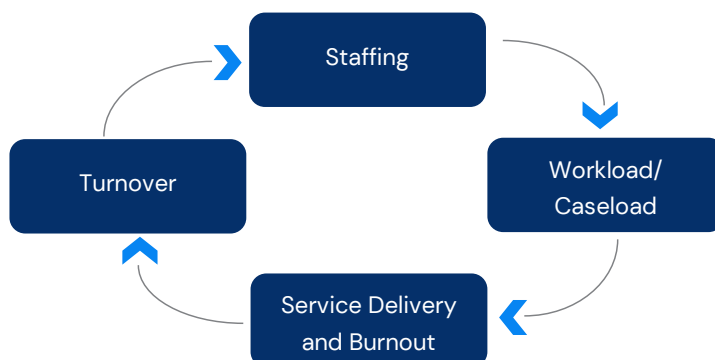 Staffing
Workload/
Caseload
Service Delivery
and Burnout
Turnover